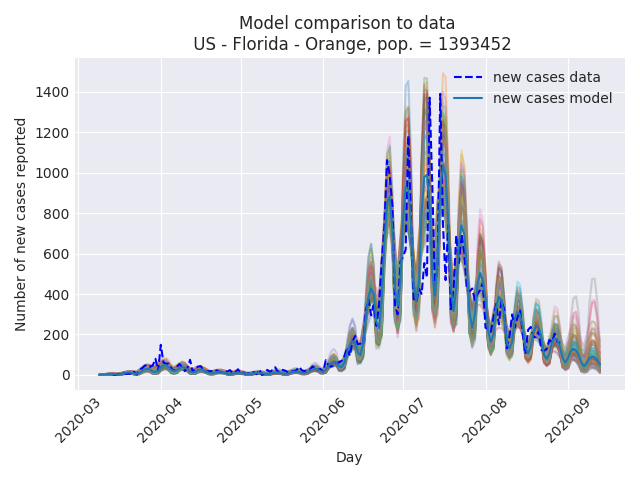 Model comparison to data
US - Florida - Orange, pop. = 1393452
new cases data
new cases model
Number of new cases reported
1400
1200
1000
800
600
400
200
0
2020-03
2020-04
2020-05
2020-06
2020-07
2020-08
2020-09
Day